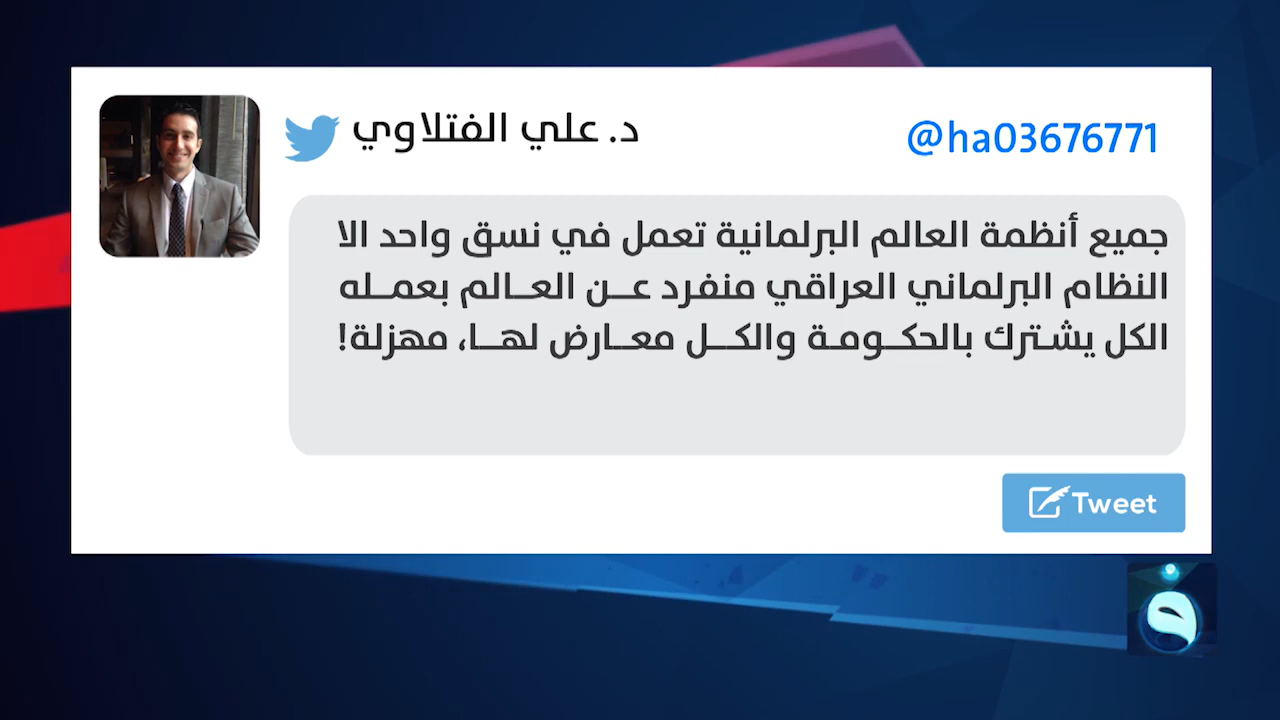 د. علي الفتلاوي
@ha03676771
جميع أنظمة العالم البرلمانية تعمل في نسق واحد الا
النظام البرلماني العراقي منفرد عـن العـالم بعمـله
الكل يشترك بالحكـومـة والكـل معـارض لهـا، مهزلة!
Tweet